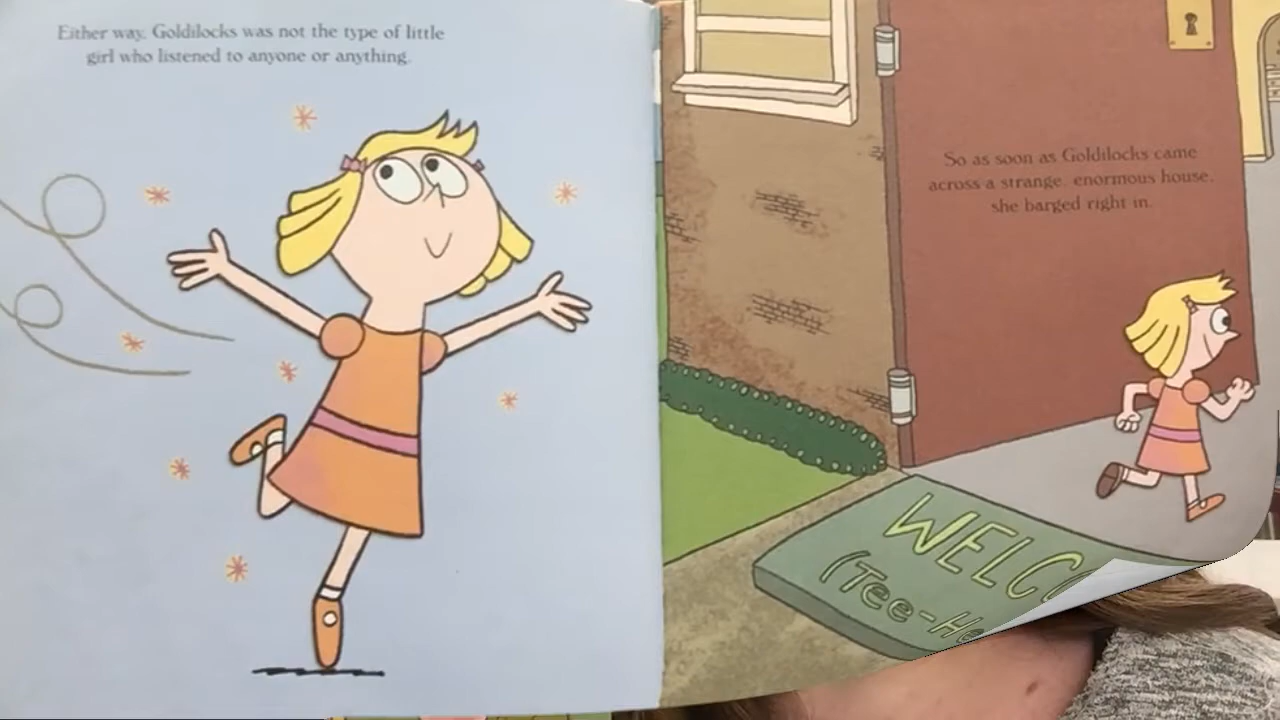 Either way, Goldilocks was not the type of little
girl who listened to anyone or anything.
So as soon as Goldilocks came
across a strange, enormous house,
she barged right in.
WELCO
(Tee-He